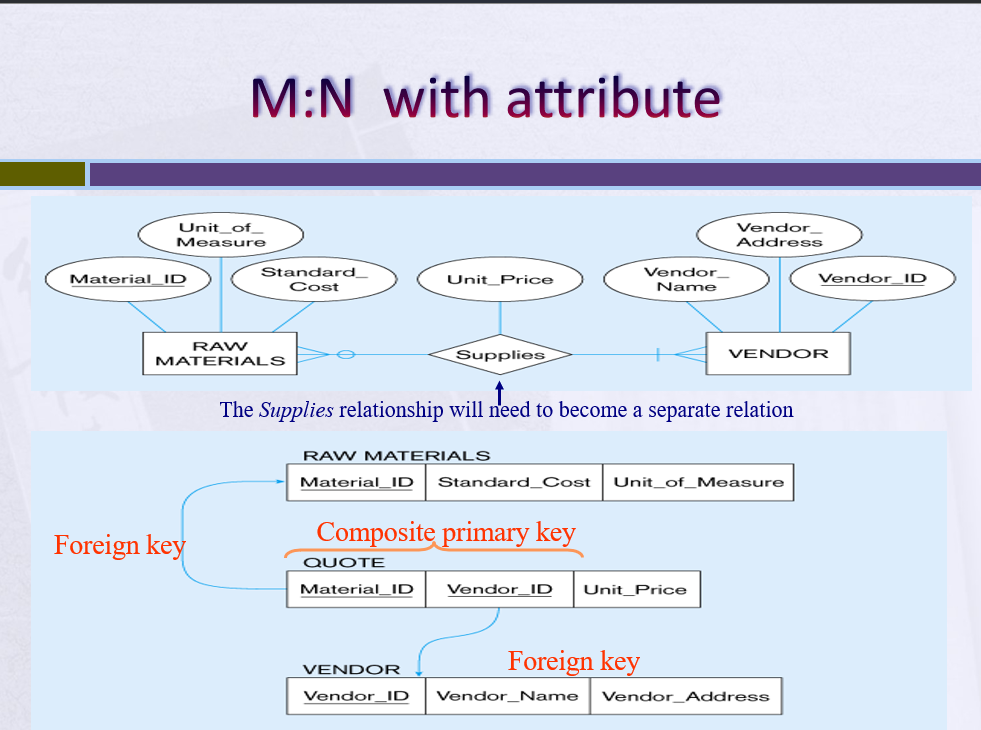 M:N with attribute
Unit_of_
Measure
Vendor_
Address
Material_ID
Standard_
Cost
Unit_Price
Vendor_
Name
Vendor_ID
RAW
MATERIALS
Supplies
VENDOR
The Supplies relationship will need to become a separate relation
RAW MATERIALS
Material_ID Standard_Cost Unit_of_Measure
Foreign key
Composite primary key
QUOTE
Material_ID Vendor_ID Unit_Price
Foreign key
VENDOR
Vendor_ID Vendor_Name Vendor_Address